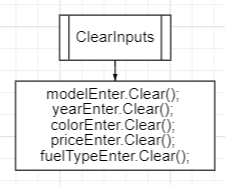 ClearInputs
modelEnter.Clear();
yearEnter.Clear();
colorEnter.Clear();
priceEnter.Clear();
fuelTypeEnter.Clear();